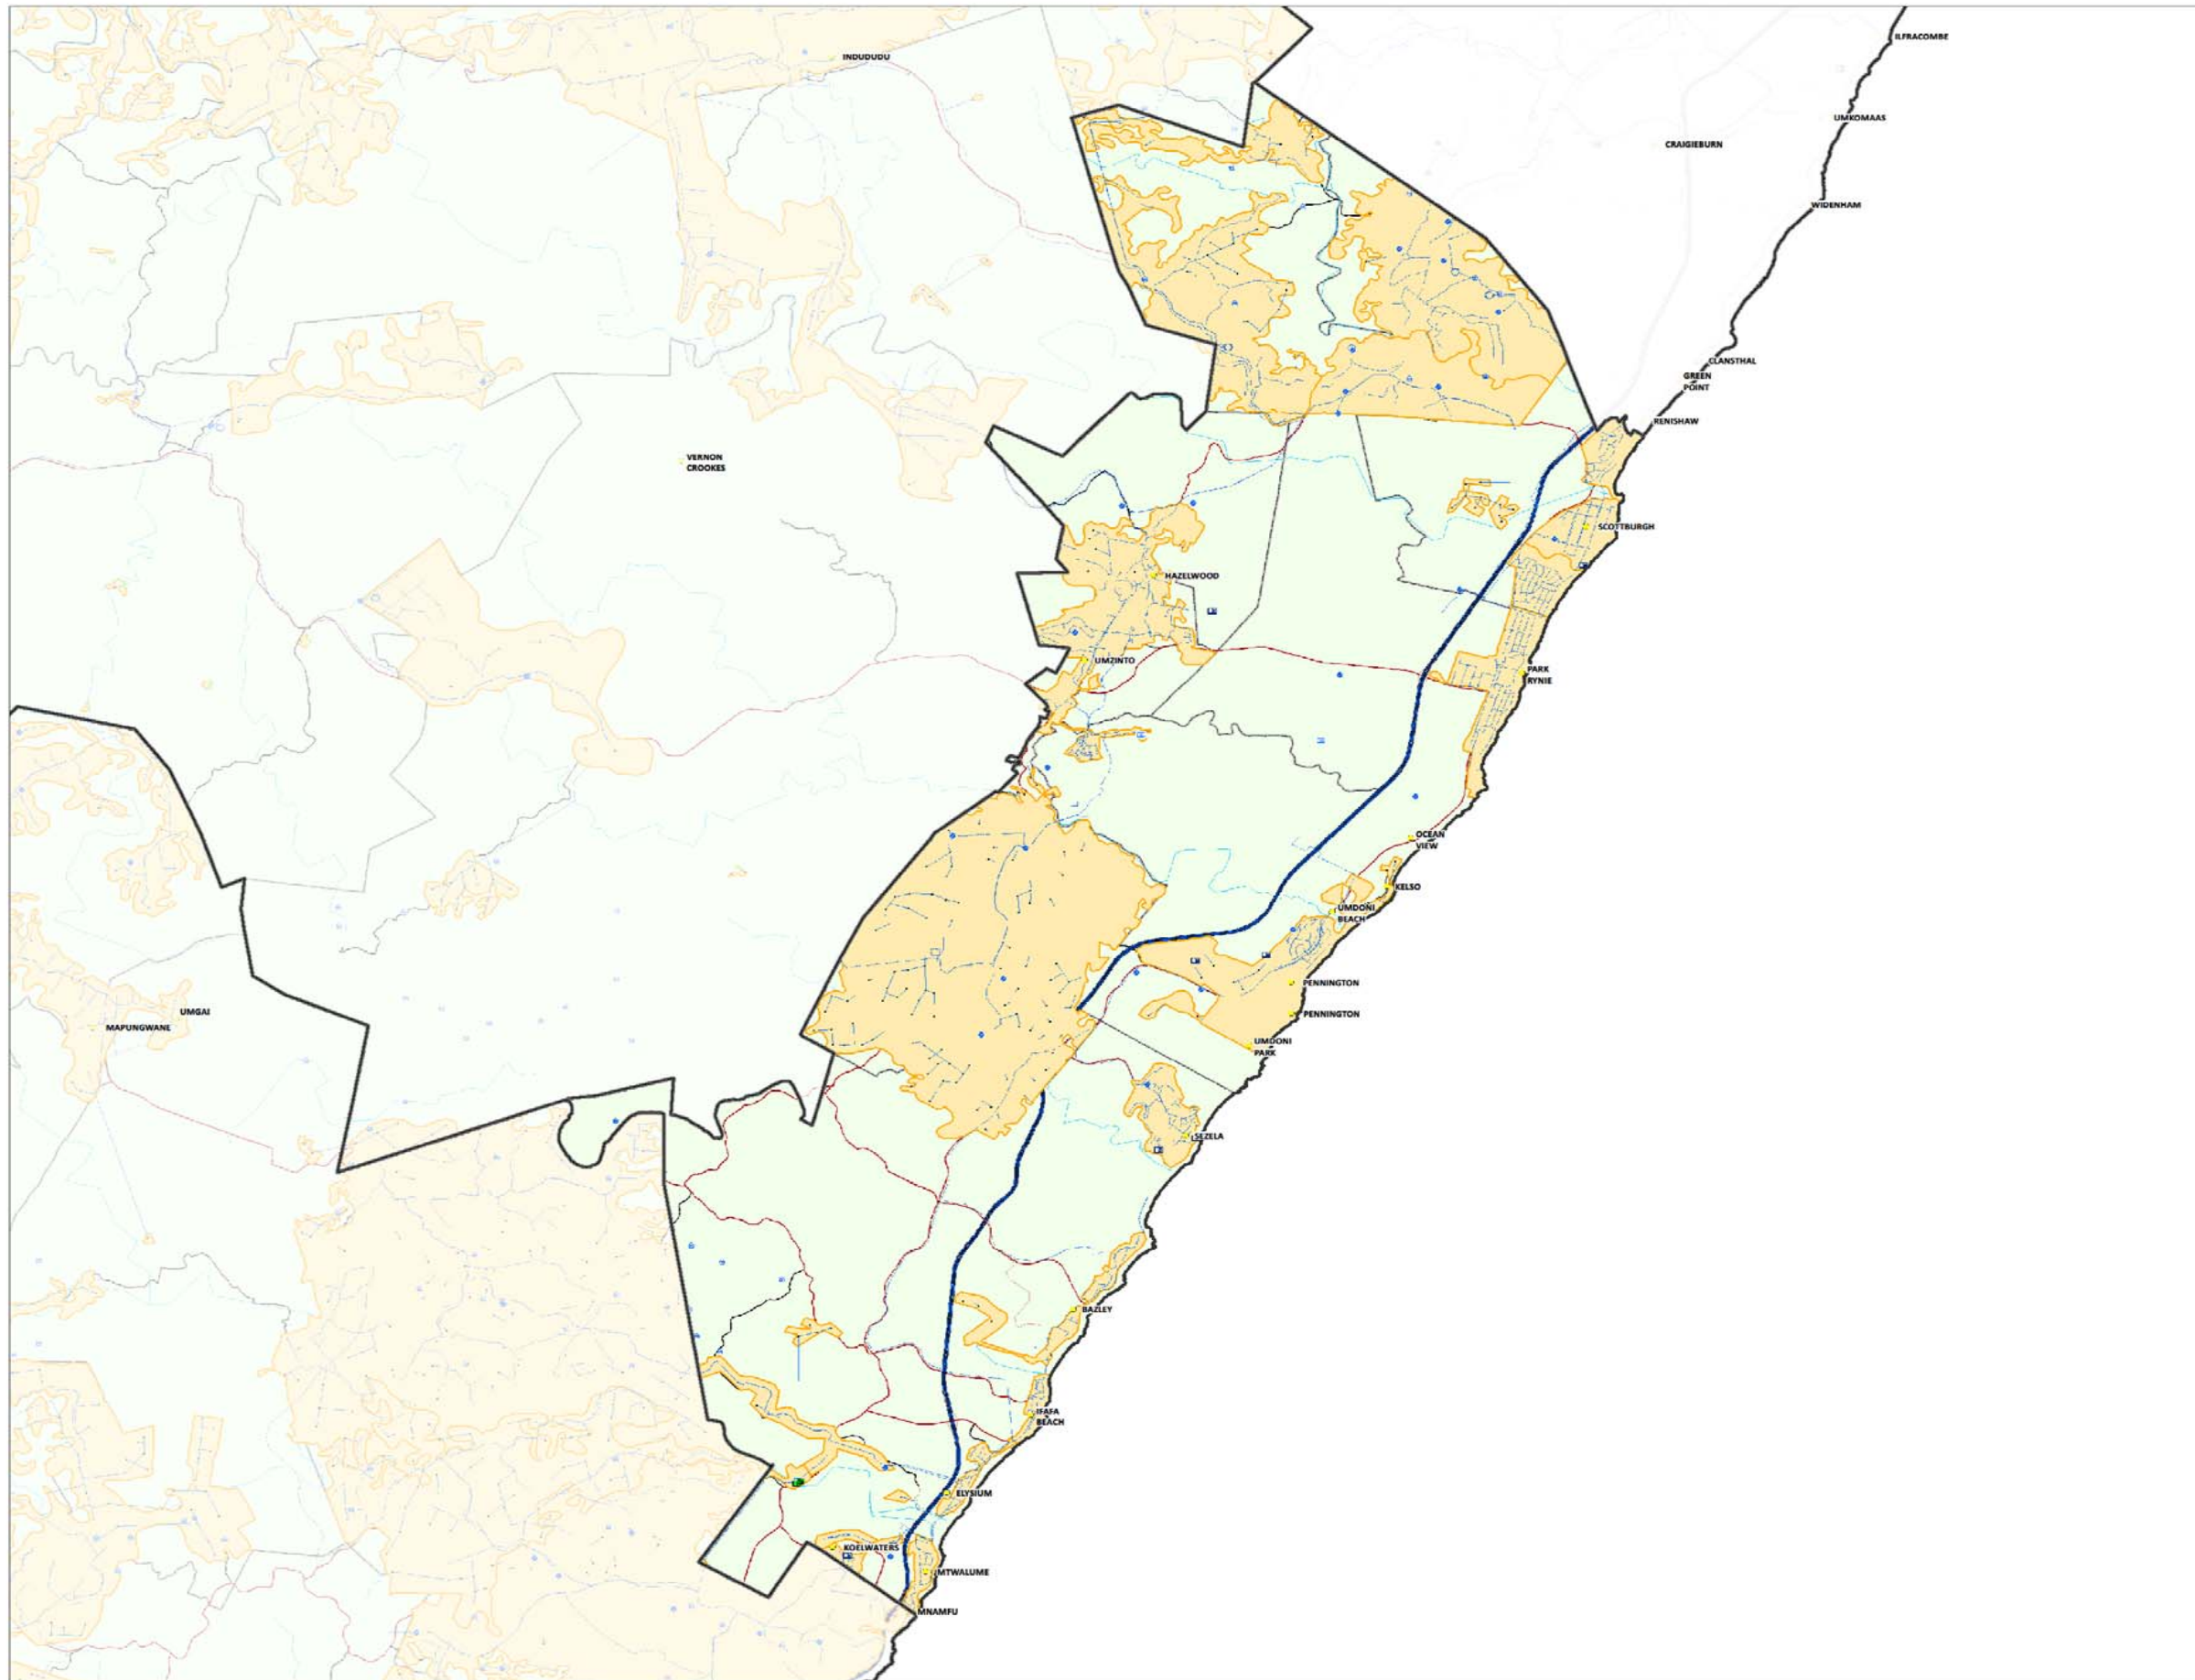 ILFRACOMBE
INDUDUDU
UMKOMAAS
CRAIGIEBURN
WIDENHAM
CLANSTHAL
GREEN
POINT
RENISHAW
VERNON
CROOKES
SCOTTBURGH
HAZELWOOD
UMZINTO
PARK
RYNIE
OCEAN
VIEW
KELSO
UMDONI
BEACH
PENNINGTON
UMGAI
PENNINGTON
MAPUNGWANE
UMDONI
PARK
SEZELA
BAZLEY
IFAFA
BEACH
ELYSIUM
KOELWATERS
MTWALUME
MNAMFU